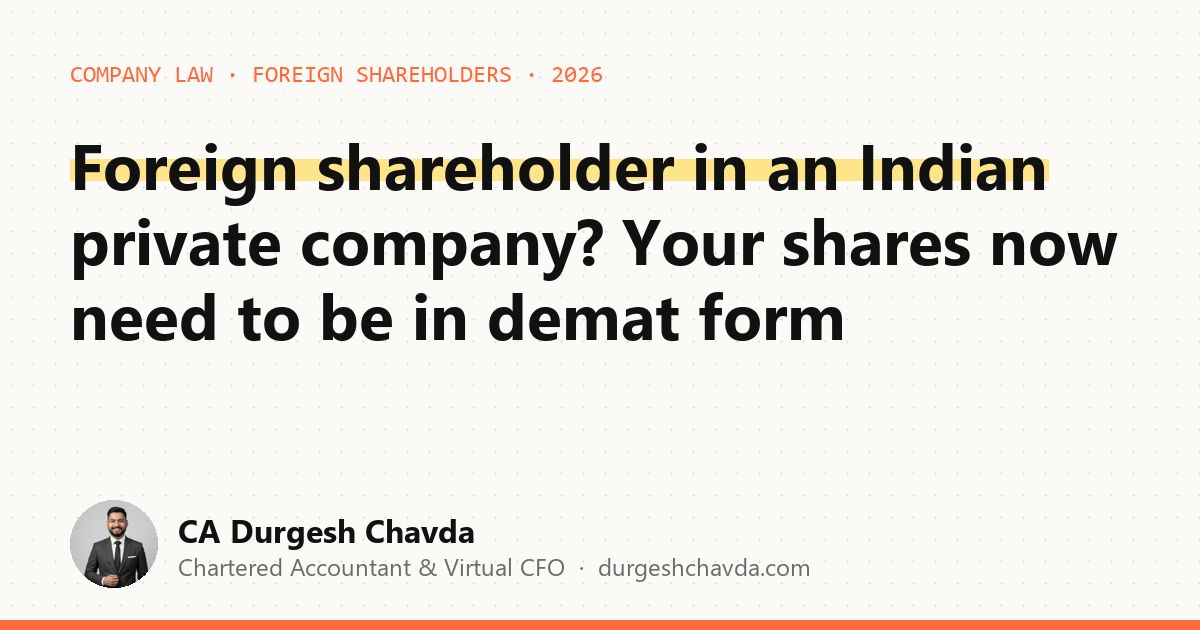 COMPANY LAW · FOREIGN SHAREHOLDERS · 2026
Foreign shareholder in an Indian
private company? Your shares now
need to be in demat form
CA Durgesh Chavda
Chartered Accountant & Virtual CFO · durgeshchavda.com